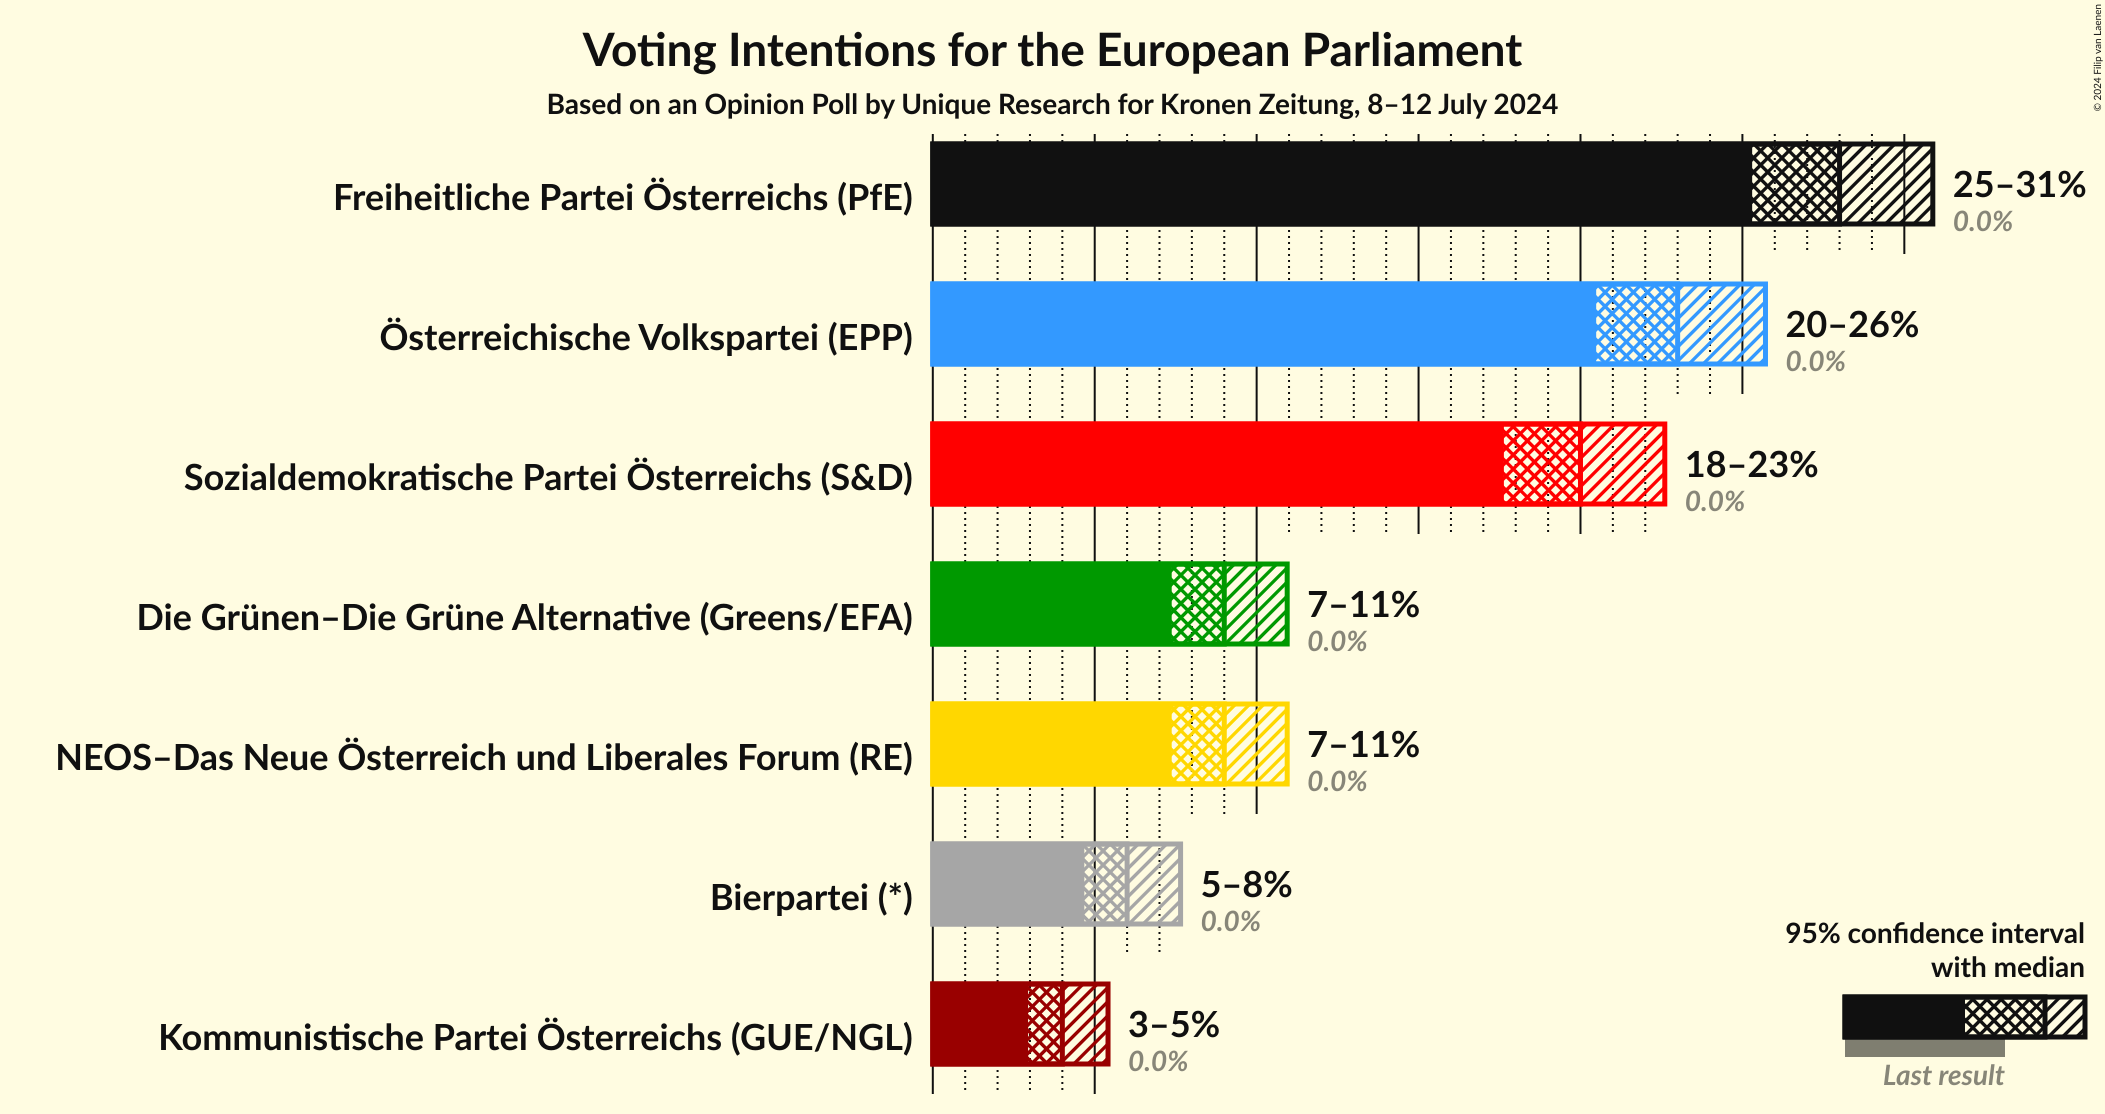 Voting Intentions for the European Parliament
Based on an Opinion Poll by Unique Research for Kronen Zeitung, 8–12 July 2024
© 2024 Filip van Laenen
Freiheitliche Partei Österreichs (PfE)
25–31%
0.0%
Österreichische Volkspartei (EPP)
20–26%
0.0%
Sozialdemokratische Partei Österreichs (S&D)
18–23%
0.0%
Die Grünen–Die Grüne Alternative (Greens/EFA)
7–11%
0.0%
NEOS–Das Neue Österreich und Liberales Forum (RE)
7–11%
0.0%
Bierpartei (*)
5–8%
0.0%
Kommunistische Partei Österreichs (GUE/NGL)
3–5%
0.0%
95% confidence interval
with median
Last result